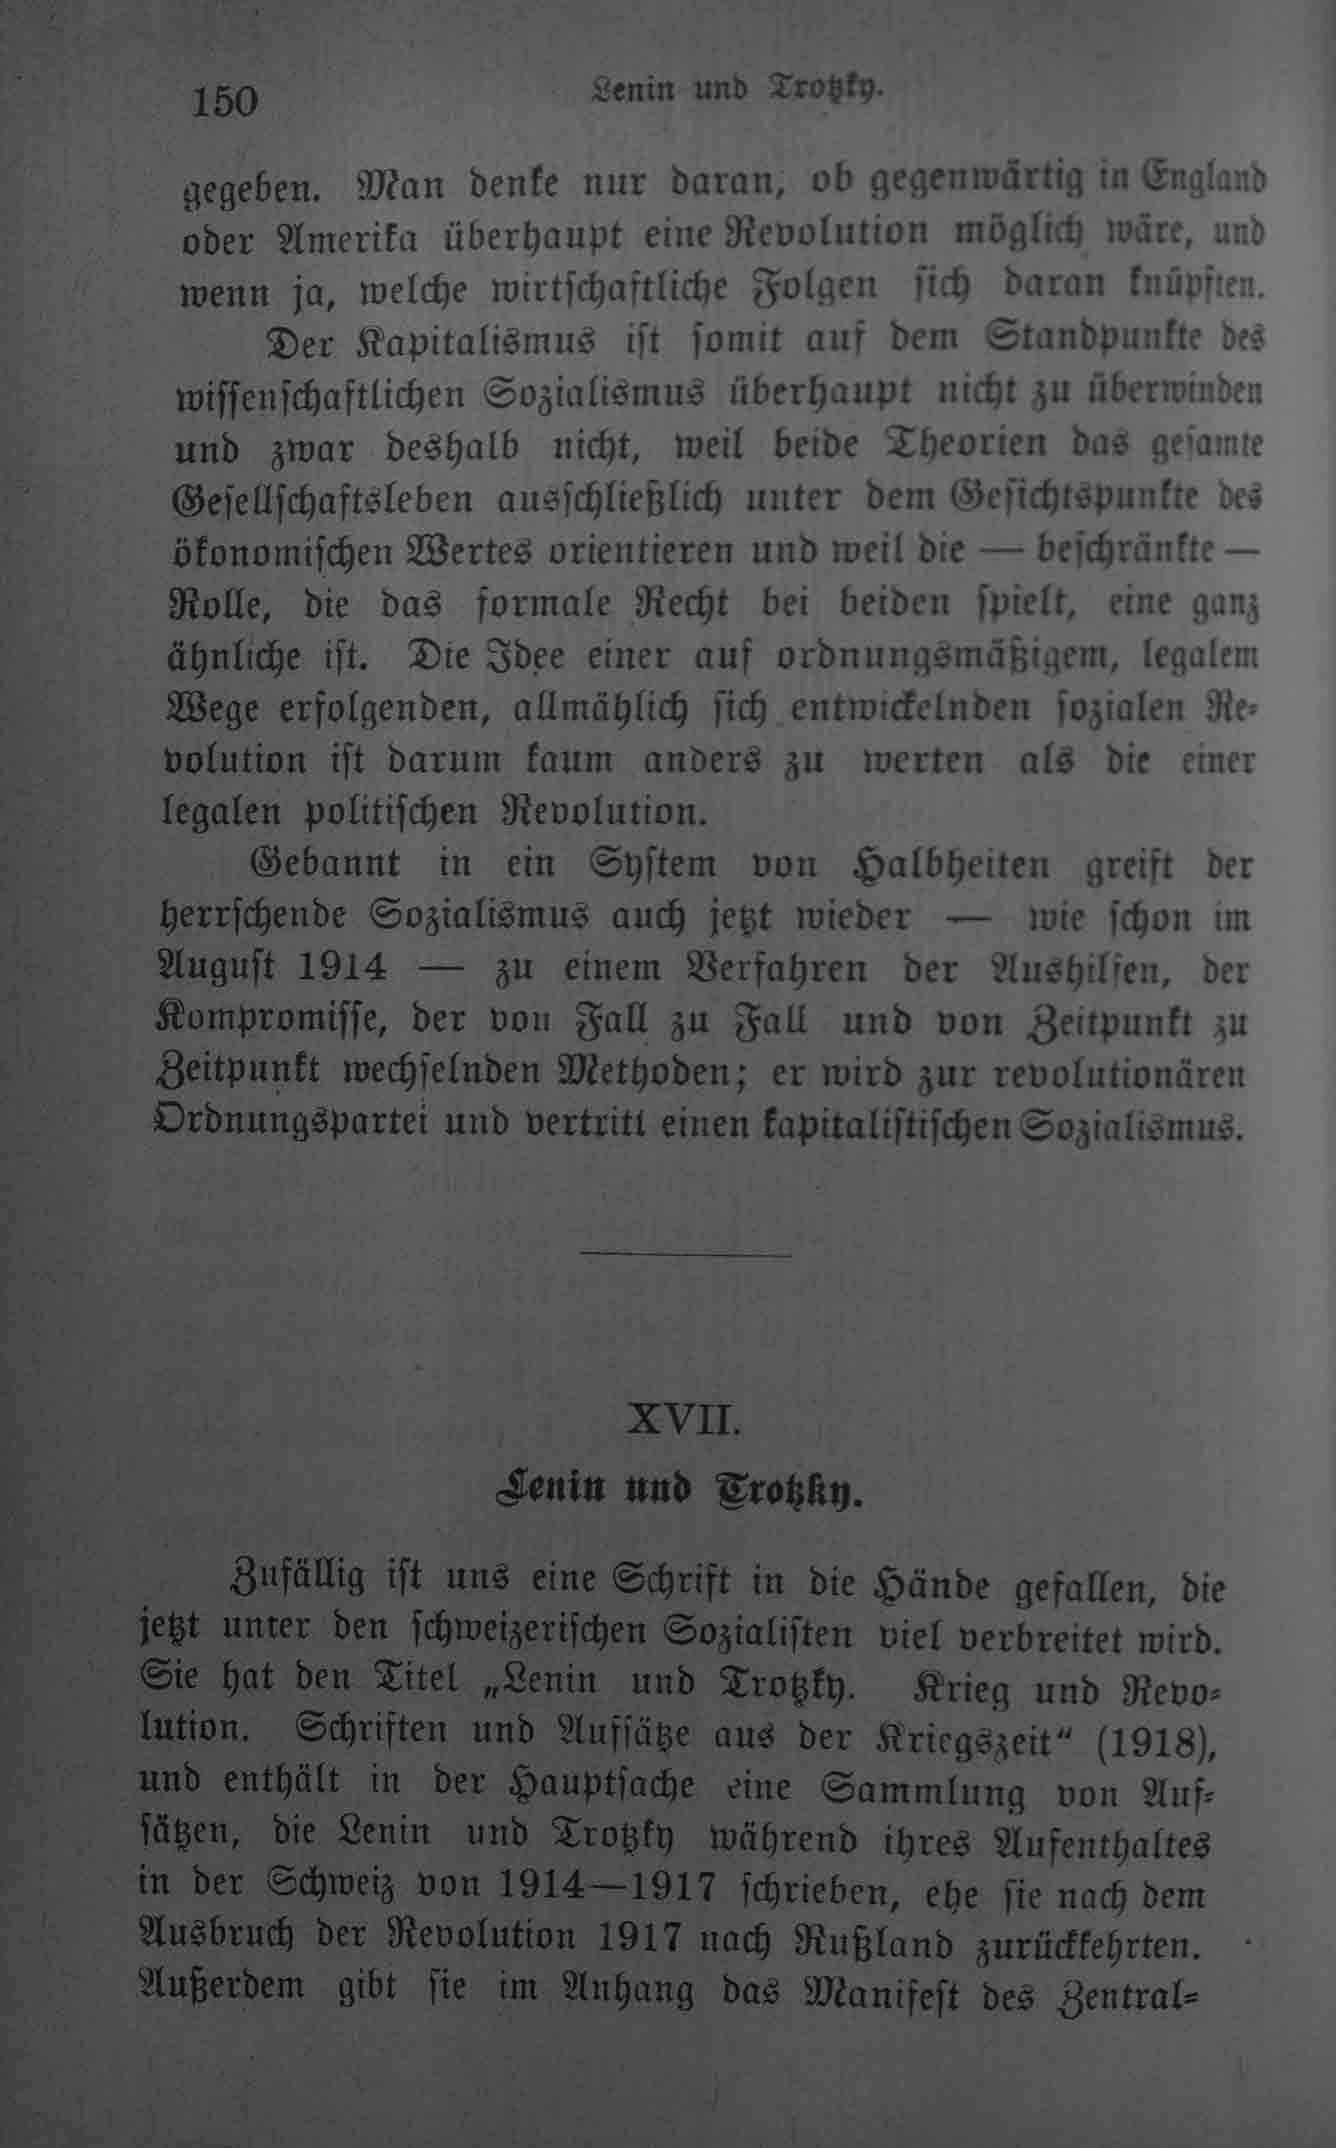 150
Lenin und Trotzky.
gegeben. Man denke nur daran, ob gegenwärtig in England
oder Amerika überhaupt eine Revolution möglich wäre, und
wenn ja, welche wirtschaftliche Folgen sich daran knüpften.
Der Kapitalismus ist somit auf dem Standpunkte des
wissenschaftlichen Sozialismus überhaupt nicht zu überwinden
und zwar deshalb nicht, weil beide Theorien das gesamte
Gesellschaftsleben ausschließlich unter dem Gesichtspunkte des
ökonomischen Wertes orientieren und weil die — beschränkte —
Rolle, die das formale Recht bei beiden spielt, eine ganz
ähnliche ist. Die Idee einer auf ordnungsmäßigem, legalem
Wege erfolgenden, allmählich sich entwickelnden sozialen Re-
volution ist darum kaum anders zu werten als die einer
legalen politischen Revolution.
Gebannt in ein System von Halbheiten greift der
herrschende Sozialismus auch jetzt wieder — wie schon im
August 1914 — zu einem Verfahren der Aushilfen, der
Kompromisse, der von Fall zu Fall und von Zeitpunkt zu
Zeitpunkt wechselnden Methoden; er wird zur revolutionären
Ordnungspartei und vertritt einen kapitalistischen Sozialismus.
XVII.
Lenin und Trotzky.
Zufällig ist uns eine Schrift in die Hände gefallen, die
jetzt unter den schweizerischen Sozialisten viel verbreitet wird.
Sie hat den Titel „Lenin und Trotzky. Krieg und Revo-
lution. Schriften und Aufsätze aus der Kriegszeit“ (1918),
und enthält in der Hauptsache eine Sammlung von Auf-
sätzen, die Lenin und Trotzky während ihres Aufenthaltes
in der Schweiz von 1914—1917 schrieben, ehe sie nach dem
Ausbruch der Revolution 1917 nach Rußland zurückkehrten.
Außerdem gibt sie im Anhang das Manifest des Zentral-